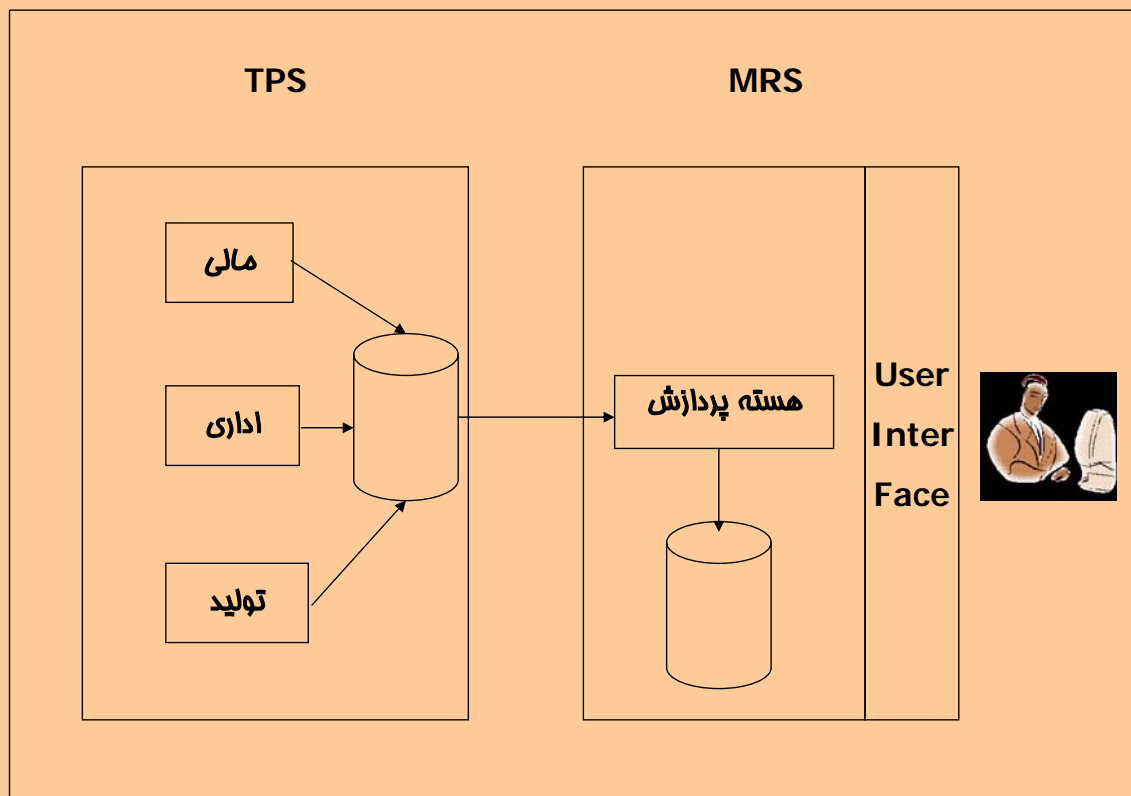 TPS
MRS
مالی
اداری
تولید
هسته پردازش
User
Inter
Face